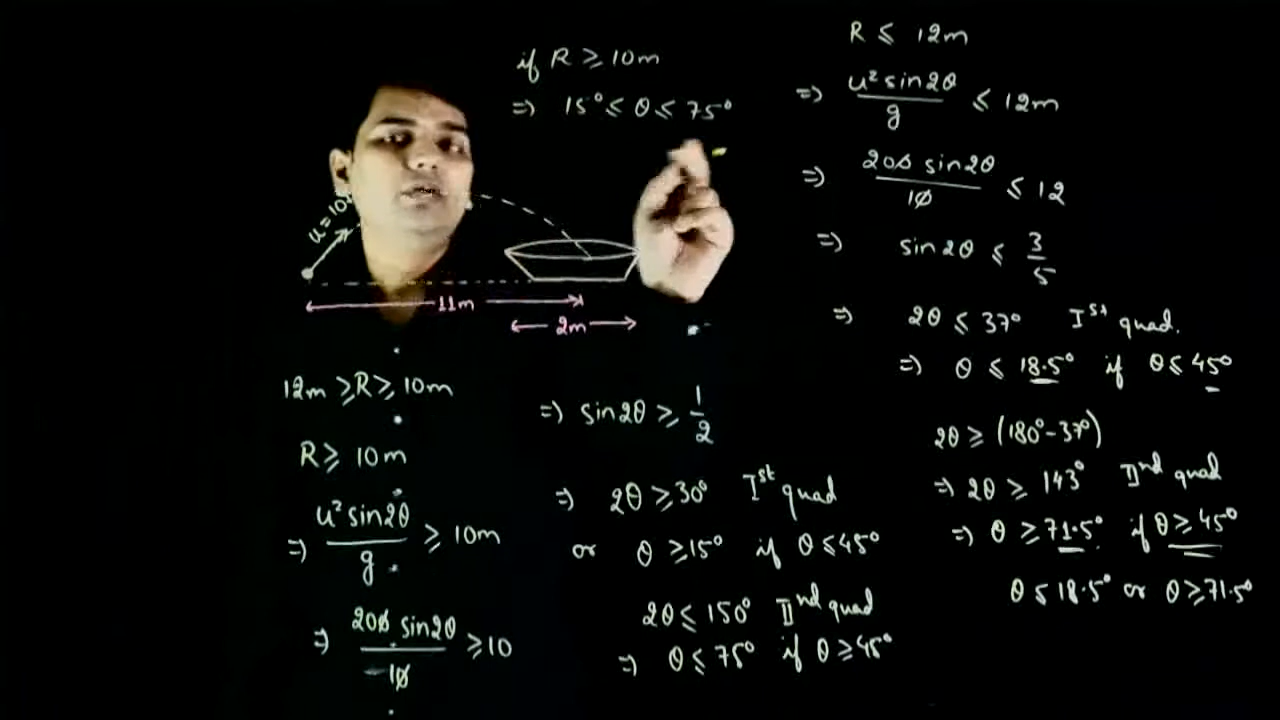 if R ≥ 10m
⇒ 15° ≤ θ ≤ 75°
u = 10
11m
2m
12m ≥ R ≥ 10m
R ≥ 10m
⇒ u² sin2θ / g ≥ 10m
⇒ 200 sin2θ / 10 ≥ 10
⇒ sin2θ ≥ 1/2
⇒ 2θ ≥ 30° Ist quad
or θ ≥ 15° if θ ≤ 45°
2θ ≤ 150° IInd quad
⇒ θ ≤ 75° if θ ≥ 45°
R ≤ 12m
⇒ u² sin2θ / g ≤ 12m
⇒ 200 sin2θ / 10 ≤ 12
⇒ sin2θ ≤ 3/5
⇒ 2θ ≤ 37° Ist quad.
⇒ θ ≤ 18.5° if θ ≤ 45°
2θ ≥ (180° - 37°)
⇒ 2θ ≥ 143° IInd quad
⇒ θ ≥ 71.5° if θ ≥ 45°
θ ≤ 18.5° or θ ≥ 71.5°